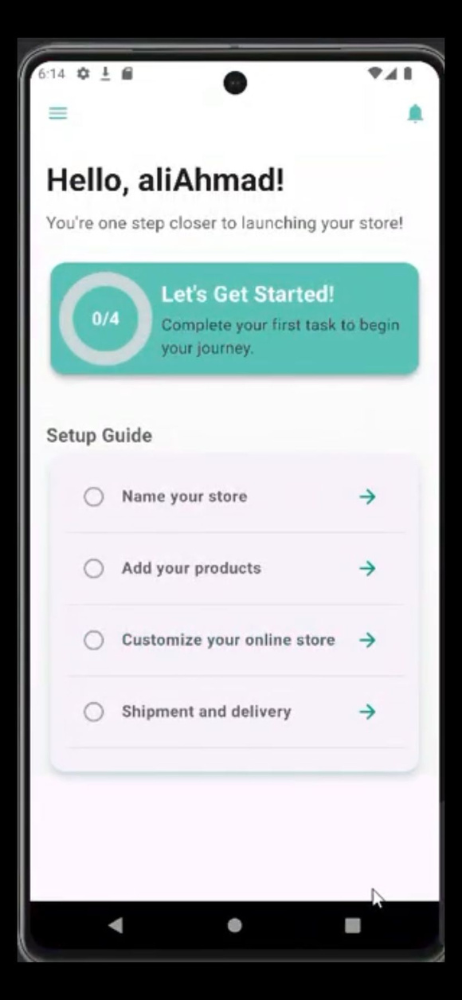 6:14
Hello, aliAhmad!
You're one step closer to launching your store!
0/4
Let's Get Started!
Complete your first task to begin
your journey.
Setup Guide
Name your store
Add your products
Customize your online store
Shipment and delivery